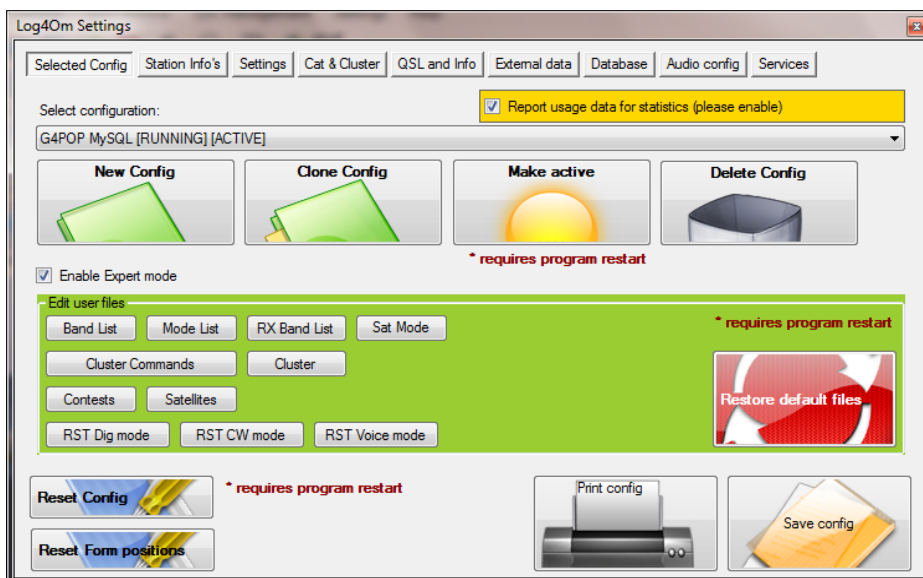 Log4Om Settings
Selected Config Station Info's Settings Cat & Cluster QSL and Info External data Database Audio config Services
Select configuration:
Report usage data for statistics (please enable)
G4POP MySQL [RUNNING] [ACTIVE]
New Config Clone Config Make active Delete Config
* requires program restart
Enable Expert mode
Edit user files
Band List Mode List RX Band List Sat Mode
* requires program restart
Cluster Commands Cluster
Contests Satellites
Restore default files
RST Dig mode RST CW mode RST Voice mode
Reset Config
* requires program restart
Print config
Save config
Reset Form positions